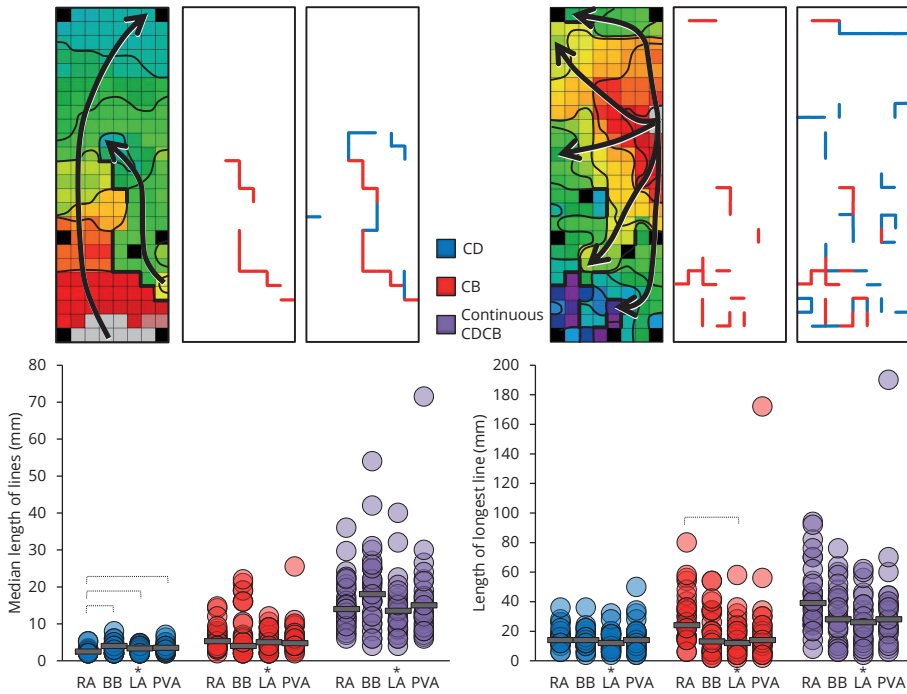 CD
CB
Continuous
CDCB
Median length of lines (mm)
80
70
60
50
40
30
20
10
0
RA BB LA PVA RA BB LA PVA RA BB LA PVA
* * *
Length of longest line (mm)
200
180
160
140
120
100
80
60
40
20
0
RA BB LA PVA RA BB LA PVA RA BB LA PVA
* * *